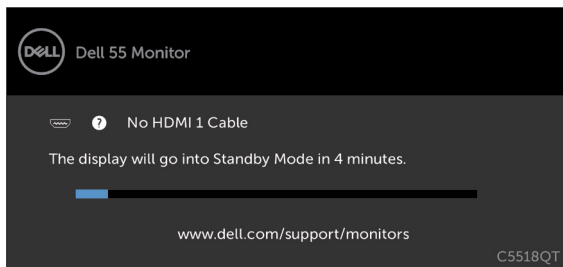 DELL
Dell 55 Monitor
? No HDMI 1 Cable
The display will go into Standby Mode in 4 minutes.
www.dell.com/support/monitors
C5518QT